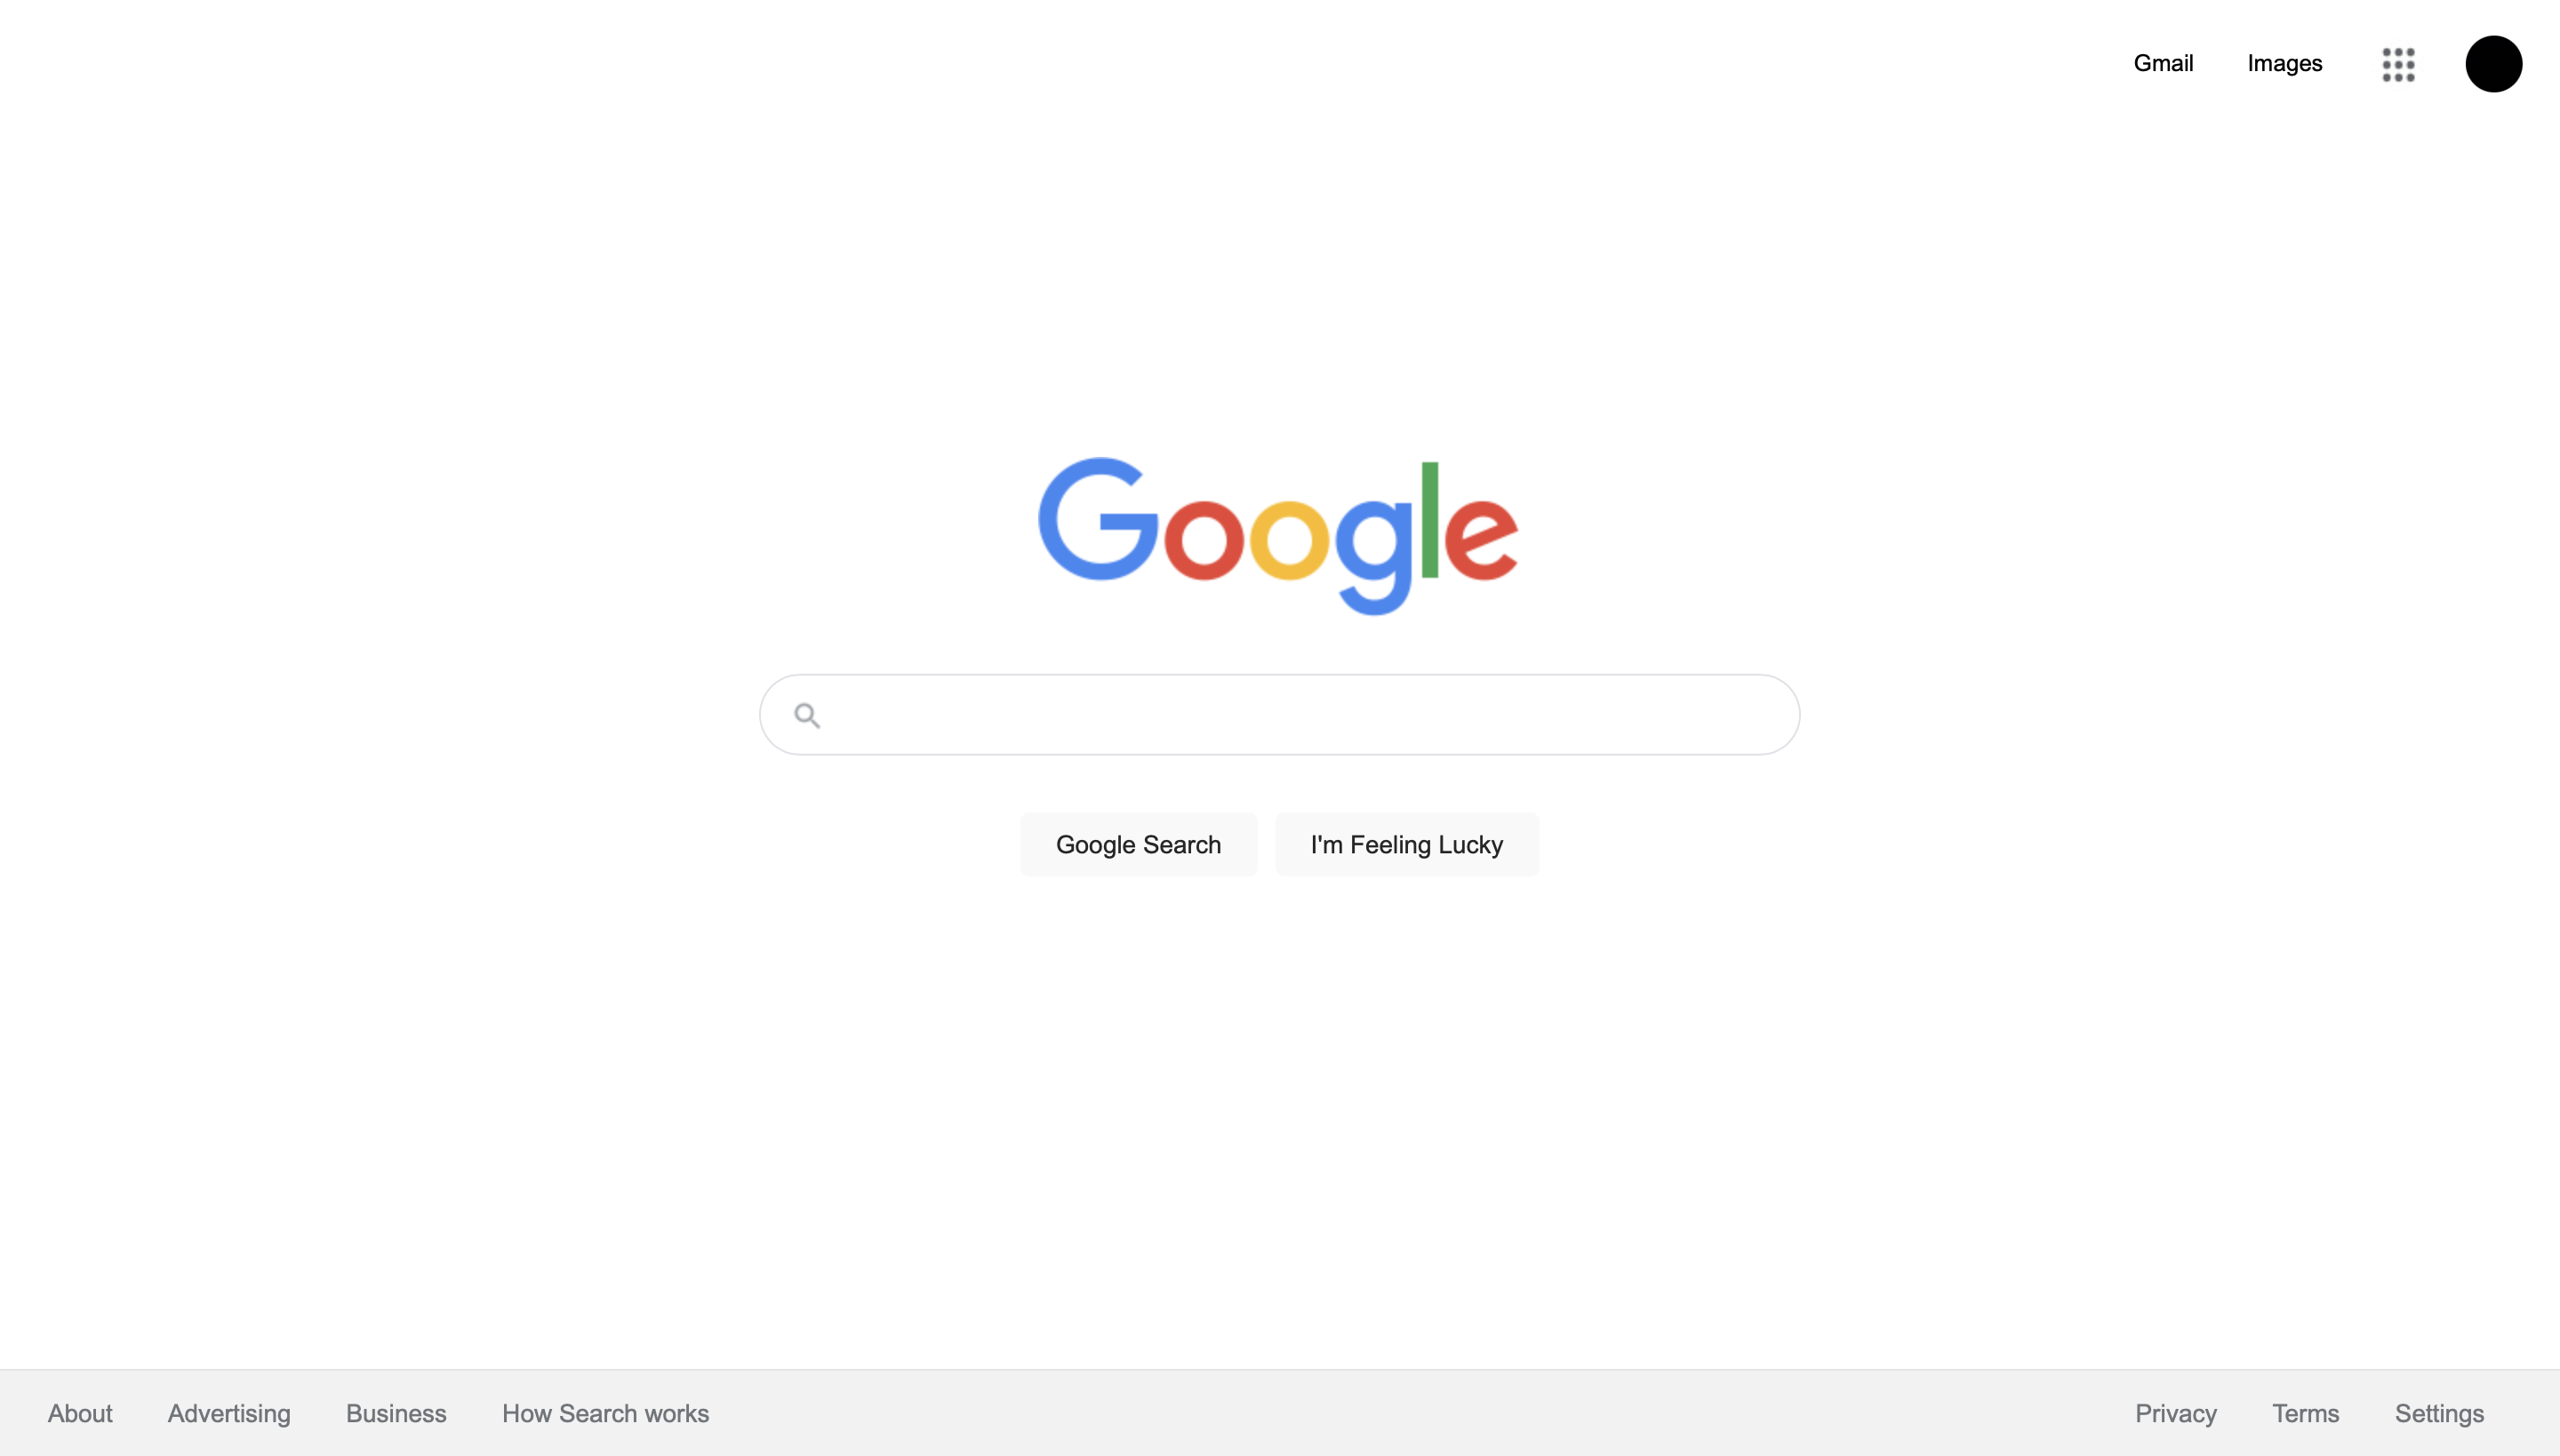 Gmail Images
Google
Google Search I'm Feeling Lucky
About Advertising Business How Search works Privacy Terms Settings